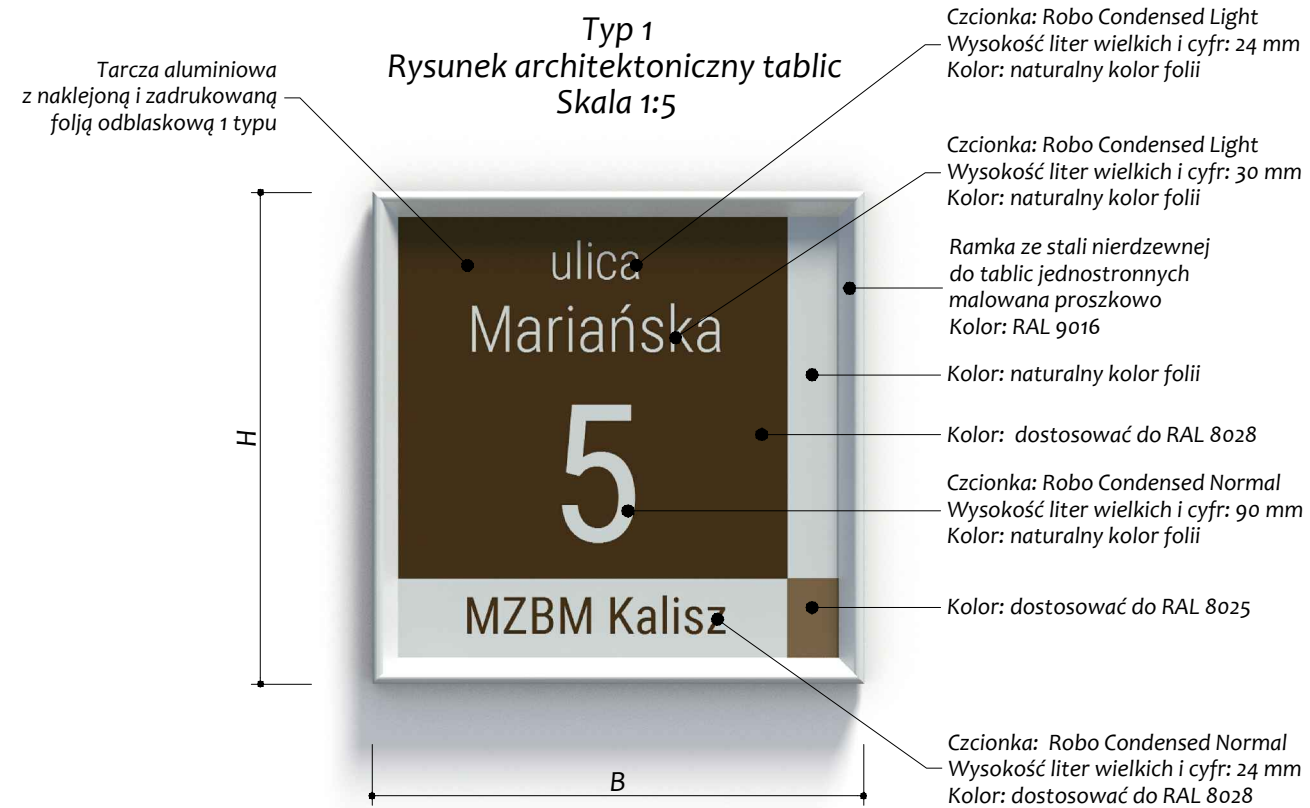 Typ 1
Rysunek architektoniczny tablic
Skala 1:5
Tarcza aluminiowa
z naklejoną i zadrukowaną
folją odblaskową 1 typu
Czcionka: Robo Condensed Light
Wysokość liter wielkich i cyfr: 24 mm
Kolor: naturalny kolor folii
Czcionka: Robo Condensed Light
Wysokość liter wielkich i cyfr: 30 mm
Kolor: naturalny kolor folii
Ramka ze stali nierdzewnej
do tablic jednostronnych
malowana proszkowo
Kolor: RAL 9016
Kolor: naturalny kolor folii
Kolor: dostosować do RAL 8028
Czcionka: Robo Condensed Normal
Wysokość liter wielkich i cyfr: 90 mm
Kolor: naturalny kolor folii
Kolor: dostosować do RAL 8025
Czcionka: Robo Condensed Normal
Wysokość liter wielkich i cyfr: 24 mm
Kolor: dostosować do RAL 8028
ulica
Mariańska
5
MZBM Kalisz
H
B